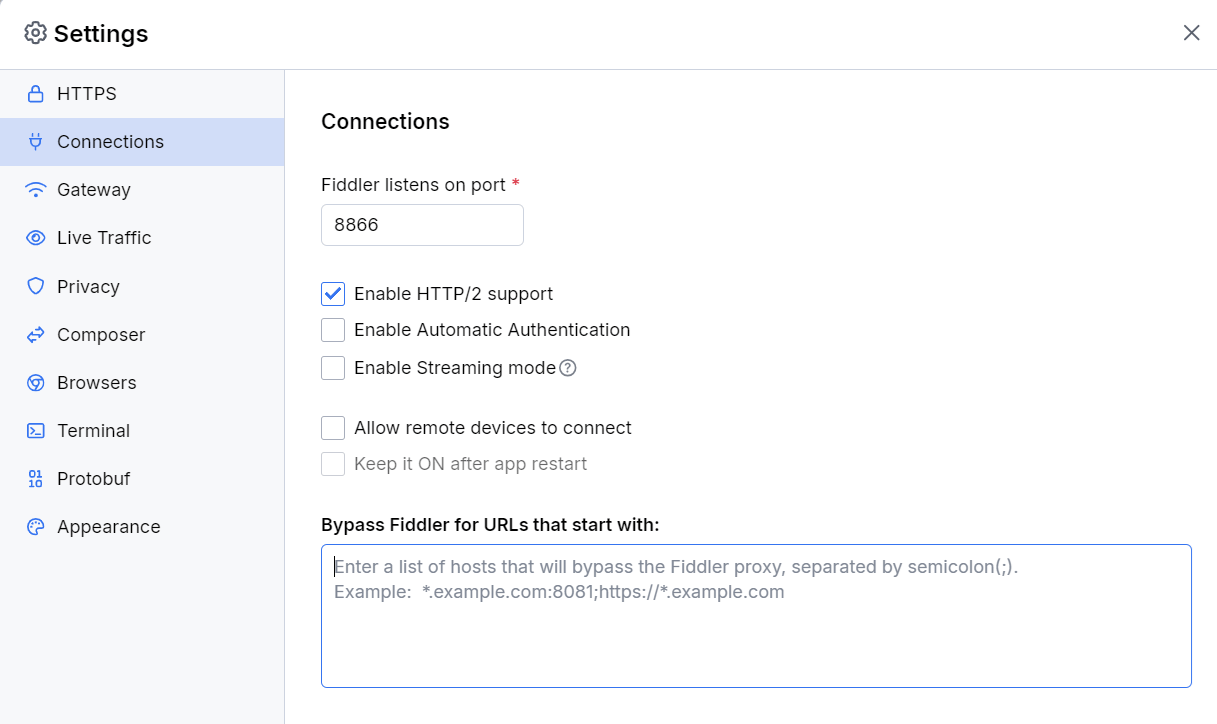 Settings
HTTPS
Connections
Gateway
Live Traffic
Privacy
Composer
Browsers
Terminal
Protobuf
Appearance
Connections
Fiddler listens on port *
8866
Enable HTTP/2 support
Enable Automatic Authentication
Enable Streaming mode ?
Allow remote devices to connect
Keep it ON after app restart
Bypass Fiddler for URLs that start with:
Enter a list of hosts that will bypass the Fiddler proxy, separated by semicolon(;).
Example:  *.example.com:8081;https://*.example.com